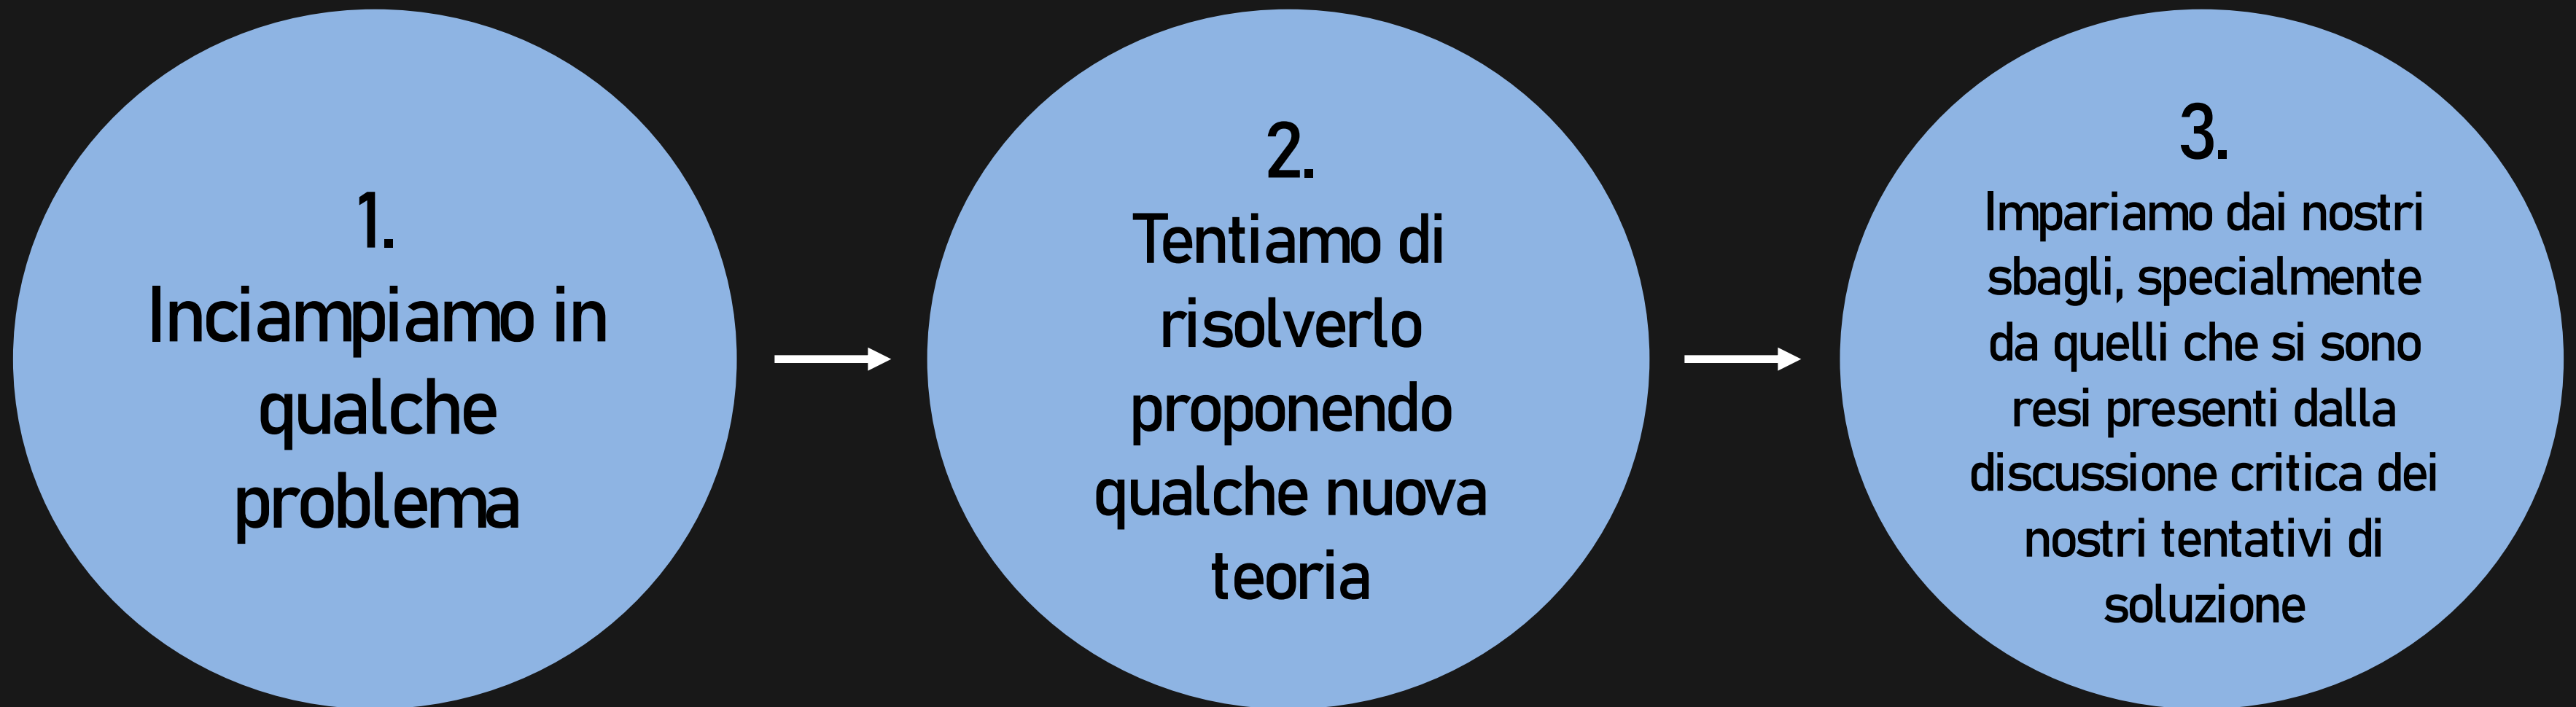 1.
Inciampiamo in
qualche
problema
2.
Tentiamo di
risolverlo
proponendo
qualche nuova
teoria
3.
Impariamo dai nostri
sbagli, specialmente
da quelli che si sono
resi presenti dalla
discussione critica dei
nostri tentativi di
soluzione